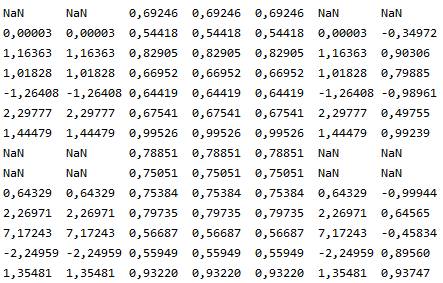 NaN NaN 0,69246 0,69246 0,69246 NaN NaN
0,00003 0,00003 0,54418 0,54418 0,54418 0,00003 -0,34972
1,16363 1,16363 0,82905 0,82905 0,82905 1,16363 0,90306
1,01828 1,01828 0,66952 0,66952 0,66952 1,01828 0,79885
-1,26408 -1,26408 0,64419 0,64419 0,64419 -1,26408 -0,98961
2,29777 2,29777 0,67541 0,67541 0,67541 2,29777 0,49755
1,44479 1,44479 0,99526 0,99526 0,99526 1,44479 0,99239
NaN NaN 0,78851 0,78851 0,78851 NaN NaN
NaN NaN 0,75051 0,75051 0,75051 NaN NaN
0,64329 0,64329 0,75384 0,75384 0,75384 0,64329 -0,99944
2,26971 2,26971 0,79735 0,79735 0,79735 2,26971 0,64565
7,17243 7,17243 0,56687 0,56687 0,56687 7,17243 -0,45834
-2,24959 -2,24959 0,55949 0,55949 0,55949 -2,24959 0,89560
1,35481 1,35481 0,93220 0,93220 0,93220 1,35481 0,93747